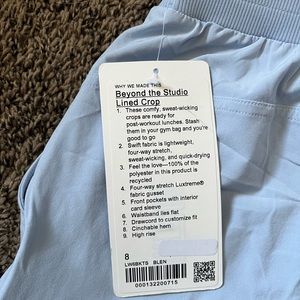 WHY WE MADE THIS
Beyond the Studio
Lined Crop
1. These comfy, sweat-wicking
crops are ready for
post-workout lunches. Stash
them in your gym bag and you're
good to go
2. Swift fabric is lightweight,
four-way stretch,
sweat-wicking, and quick-drying
3. Feel the love—100% of the
polyester in this product is
recycled
4. Four-way stretch Luxtreme®
fabric gusset
5. Front pockets with interior
card sleeve
6. Waistband lies flat
7. Drawcord to customize fit
8. Cinchable hem
9. High rise
8
LW6BKTS BLEN
000132200715